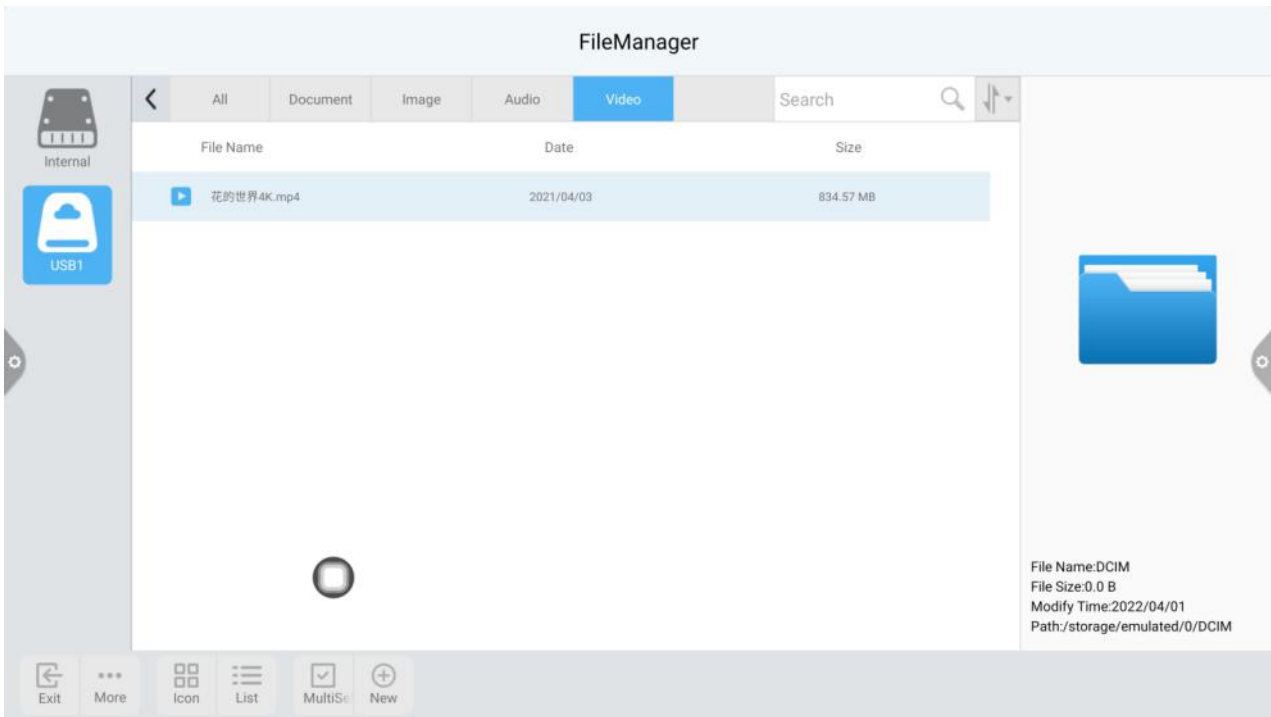 FileManager
All Document Image Audio Video Search
Internal
File Name Date Size
花的世界4K.mp4 2021/04/03 834.57 MB
USB1
File Name:DCIM
File Size:0.0 B
Modify Time:2022/04/01
Path:/storage/emulated/0/DCIM
Exit More Icon List MultiSe New